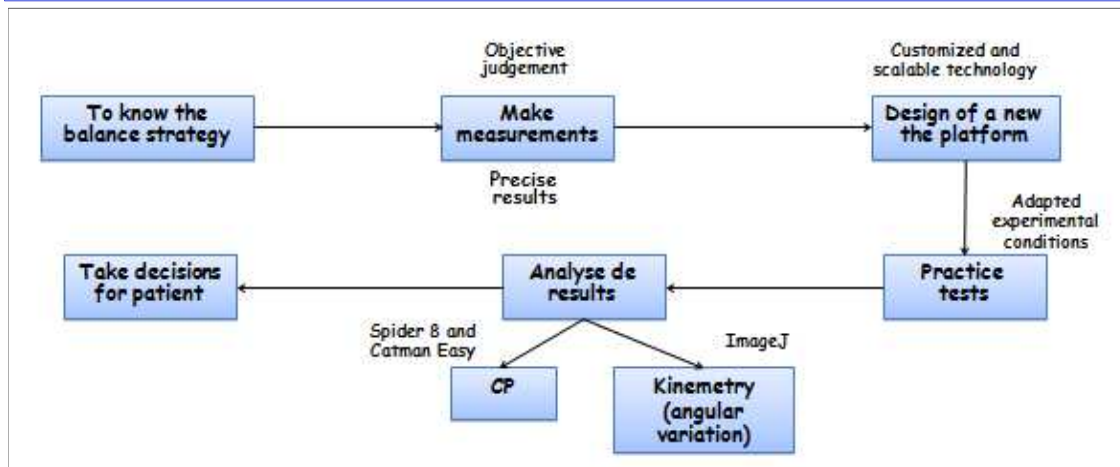 Objective
judgement
Customized and
scalable technology
To know the
balance strategy
Make
measurements
Design of a new
the platform
Precise
results
Adapted
experimental
conditions
Take decisions
for patient
Analyse de
results
Practice
tests
Spider 8 and
Catman Easy
ImageJ
CP
Kinemetry
(angular
variation)